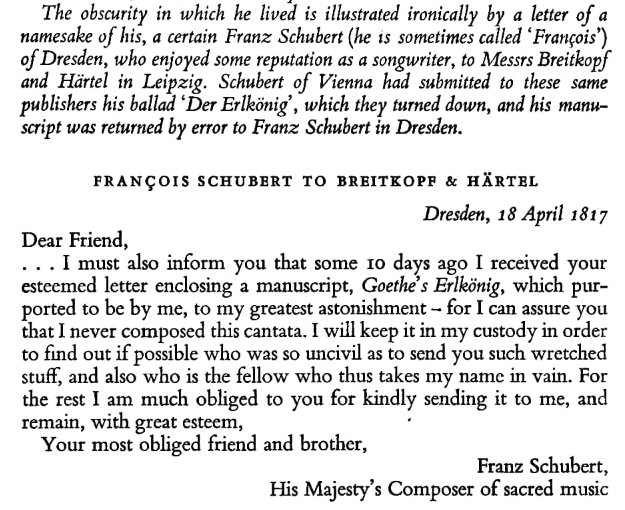 The obscurity in which he lived is illustrated ironically by a letter of a
namesake of his, a certain Franz Schubert (he is sometimes called ‘François’)
of Dresden, who enjoyed some reputation as a songwriter, to Messrs Breitkopf
and Härtel in Leipzig. Schubert of Vienna had submitted to these same
publishers his ballad ‘Der Erlkönig’, which they turned down, and his manu-
script was returned by error to Franz Schubert in Dresden.
FRANÇOIS SCHUBERT TO BREITKOPF & HÄRTEL
Dresden, 18 April 1817
Dear Friend,
. . . I must also inform you that some 10 days ago I received your
esteemed letter enclosing a manuscript, Goethe’s Erlkönig, which pur-
ported to be by me, to my greatest astonishment – for I can assure you
that I never composed this cantata. I will keep it in my custody in order
to find out if possible who was so uncivil as to send you such wretched
stuff, and also who is the fellow who thus takes my name in vain. For
the rest I am much obliged to you for kindly sending it to me, and
remain, with great esteem,
Your most obliged friend and brother,
Franz Schubert,
His Majesty’s Composer of sacred music